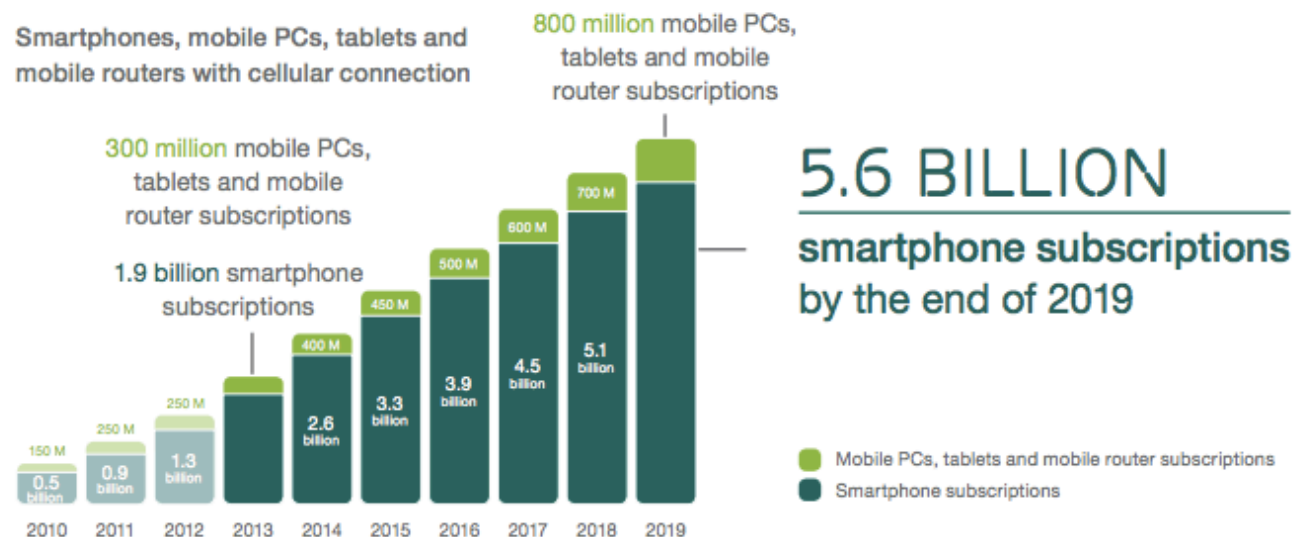 Smartphones, mobile PCs, tablets and
mobile routers with cellular connection
800 million mobile PCs,
tablets and mobile
router subscriptions
300 million mobile PCs,
tablets and mobile
router subscriptions
1.9 billion smartphone
subscriptions
5.6 BILLION
smartphone subscriptions
by the end of 2019
150 M
250 M
250 M
400 M
450 M
500 M
600 M
700 M
0.5
billion
0.9
billion
1.3
billion
2.6
billion
3.3
billion
3.9
billion
4.5
billion
5.1
billion
2010 2011 2012 2013 2014 2015 2016 2017 2018 2019
Mobile PCs, tablets and mobile router subscriptions
Smartphone subscriptions